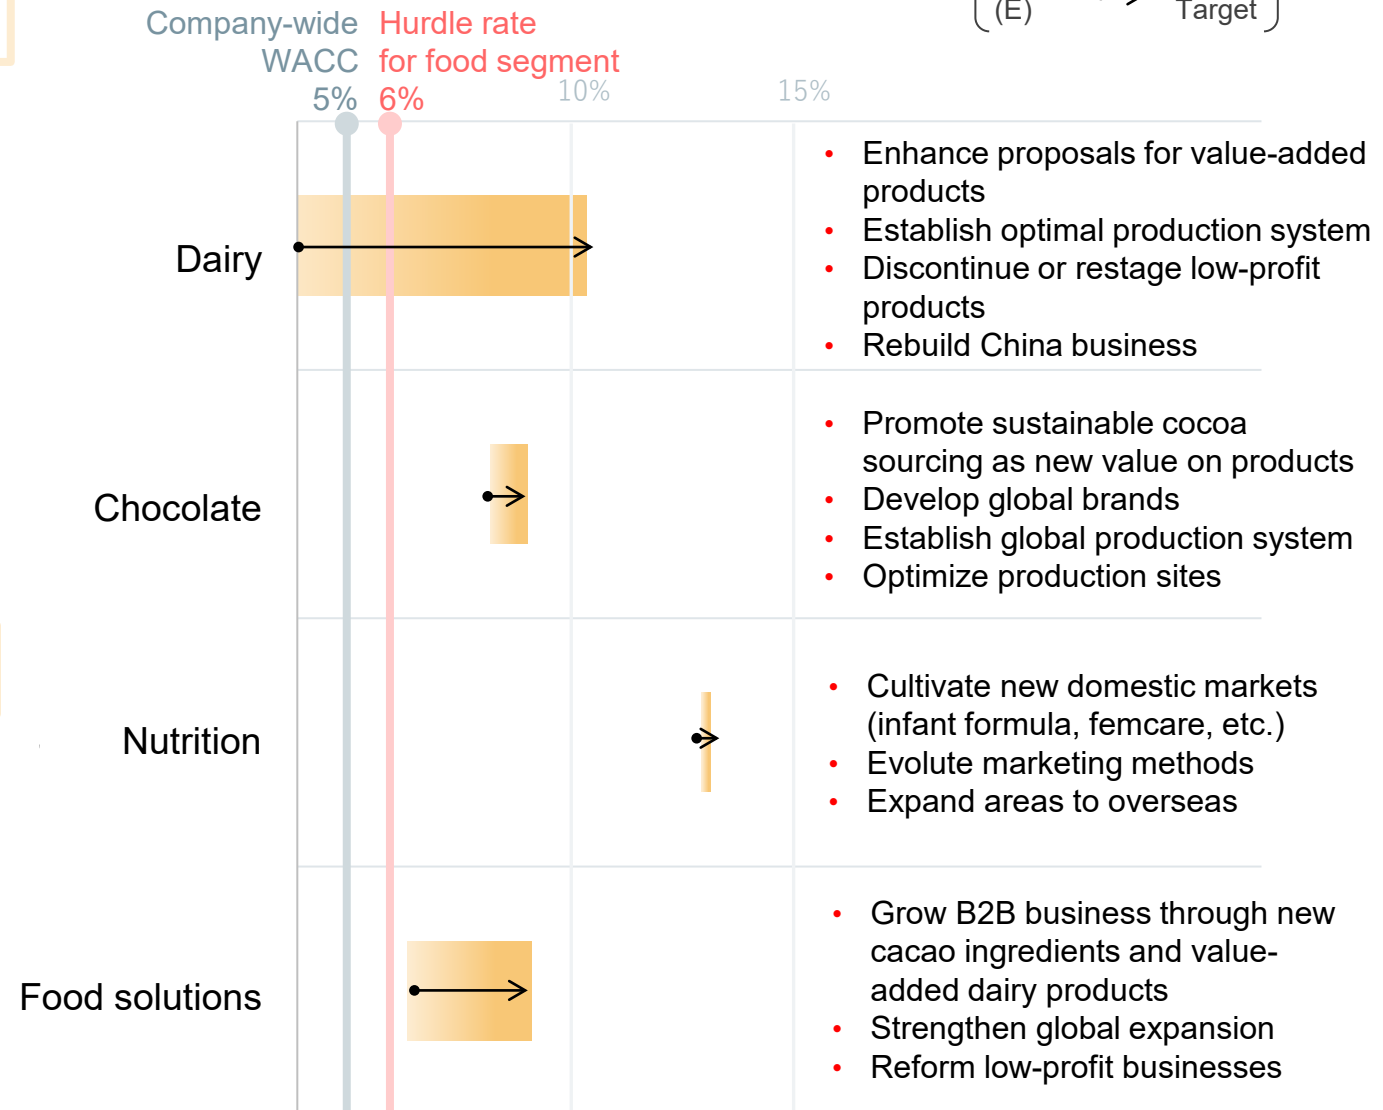 (E)
Target
Company-wide
WACC
5%
Hurdle rate
for food segment
6%
10%
15%
Dairy
• Enhance proposals for value-added
products
• Establish optimal production system
• Discontinue or restage low-profit
products
• Rebuild China business
Chocolate
• Promote sustainable cocoa
sourcing as new value on products
• Develop global brands
• Establish global production system
• Optimize production sites
Nutrition
• Cultivate new domestic markets
(infant formula, femcare, etc.)
• Evolute marketing methods
• Expand areas to overseas
Food solutions
• Grow B2B business through new
cacao ingredients and value-
added dairy products
• Strengthen global expansion
• Reform low-profit businesses